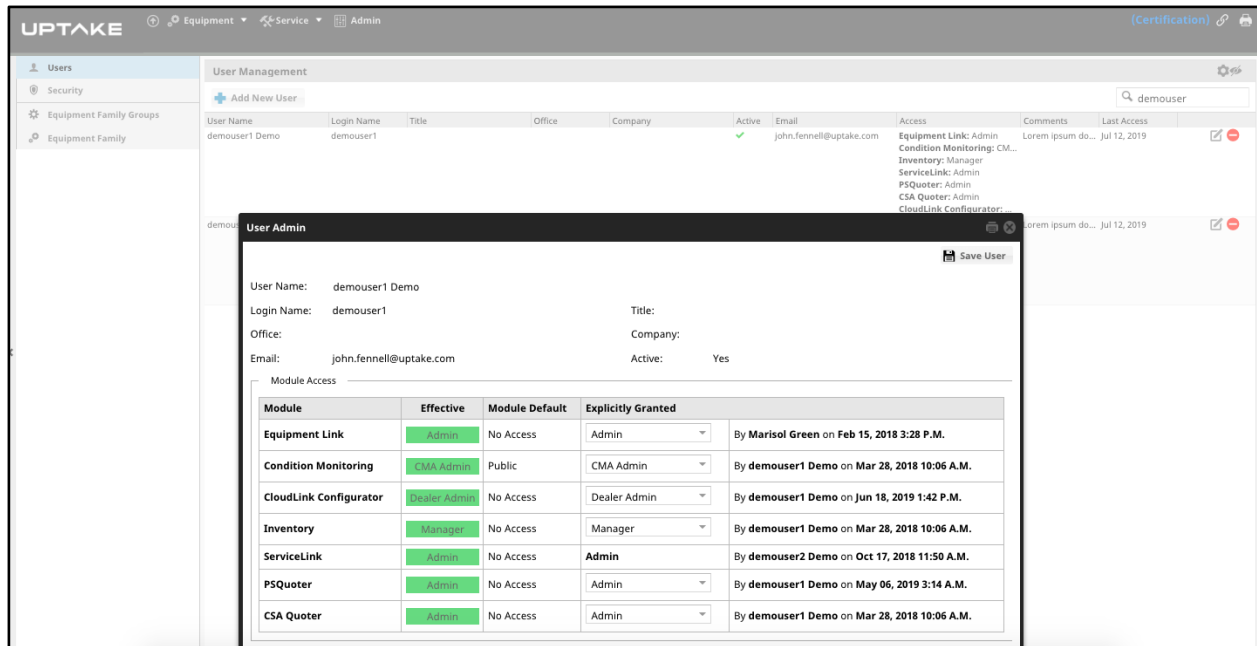 UPTAKE Equipment Service Admin (Certification)
Users
Security
Equipment Family Groups
Equipment Family
User Management
Add New User demouser
User Name Login Name Title Office Company Active Email Access Comments Last Access
demouser1 Demo demouser1 john.fennell@uptake.com Equipment Link: Admin Lorem ipsum do... Jul 12, 2019
Condition Monitoring: CM...
Inventory: Manager
ServiceLink: Admin
PSQuoter: Admin
CSA Quoter: Admin
CloudLink Configurator: ...
demous Lorem ipsum do... Jul 12, 2019
User Admin
Save User
User Name: demouser1 Demo
Login Name: demouser1 Title:
Office: Company:
Email: john.fennell@uptake.com Active: Yes
Module Access
Module Effective Module Default Explicitly Granted
Equipment Link Admin No Access Admin By Marisol Green on Feb 15, 2018 3:28 P.M.
Condition Monitoring CMA Admin Public CMA Admin By demouser1 Demo on Mar 28, 2018 10:06 A.M.
CloudLink Configurator Dealer Admin No Access Dealer Admin By demouser1 Demo on Jun 18, 2019 1:42 P.M.
Inventory Manager No Access Manager By demouser1 Demo on Mar 28, 2018 10:06 A.M.
ServiceLink Admin No Access Admin By demouser2 Demo on Oct 17, 2018 11:50 A.M.
PSQuoter Admin No Access Admin By demouser1 Demo on May 06, 2019 3:14 A.M.
CSA Quoter Admin No Access Admin By demouser1 Demo on Mar 28, 2018 10:06 A.M.